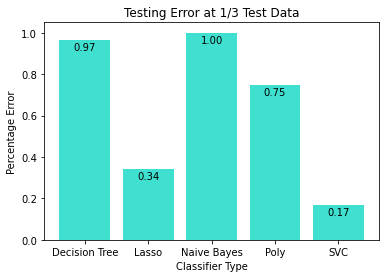 Testing Error at 1/3 Test Data
Percentage Error
1.0
0.8
0.6
0.4
0.2
0.0
0.97
0.34
1.00
0.75
0.17
Decision Tree
Lasso
Naive Bayes
Poly
SVC
Classifier Type